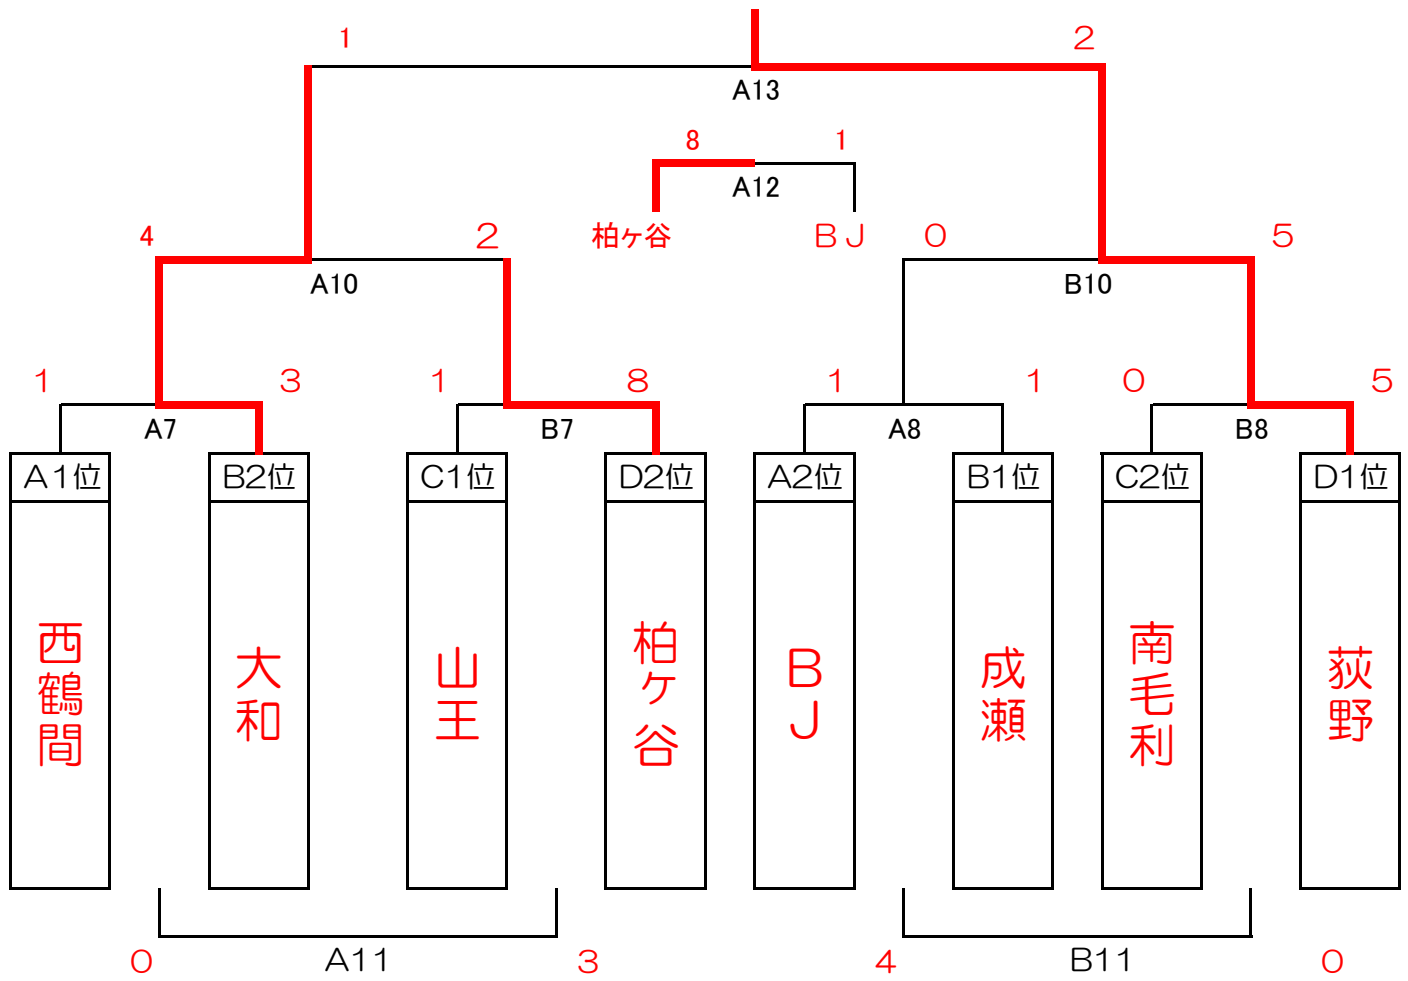 1 2
A13
8 1
A12
4 2 柏ヶ谷 BJ 0 5
A10 B10
1 3 1 8 1 1 0 5
A7 B7 A8 B8
A1位 B2位 C1位 D2位 A2位 B1位 C2位 D1位
西鶴間
大和
山王
柏ケ谷
BJ
成瀬
南毛利
荻野
0 A11 3 4 B11 0